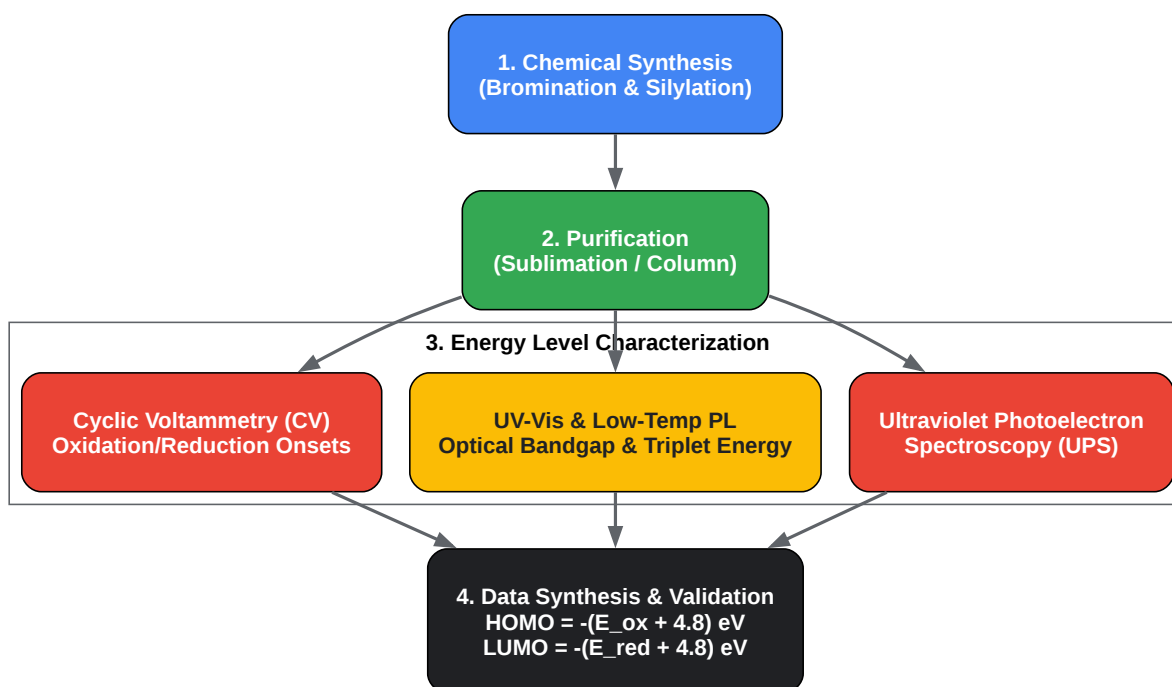 1. Chemical Synthesis
(Bromination & Silylation)
2. Purification
(Sublimation / Column)
3. Energy Level Characterization
Cyclic Voltammetry (CV)
Oxidation/Reduction Onsets
UV-Vis & Low-Temp PL
Optical Bandgap & Triplet Energy
Ultraviolet Photoelectron
Spectroscopy (UPS)
4. Data Synthesis & Validation
HOMO = -(E_ox + 4.8) eV
LUMO = -(E_red + 4.8) eV